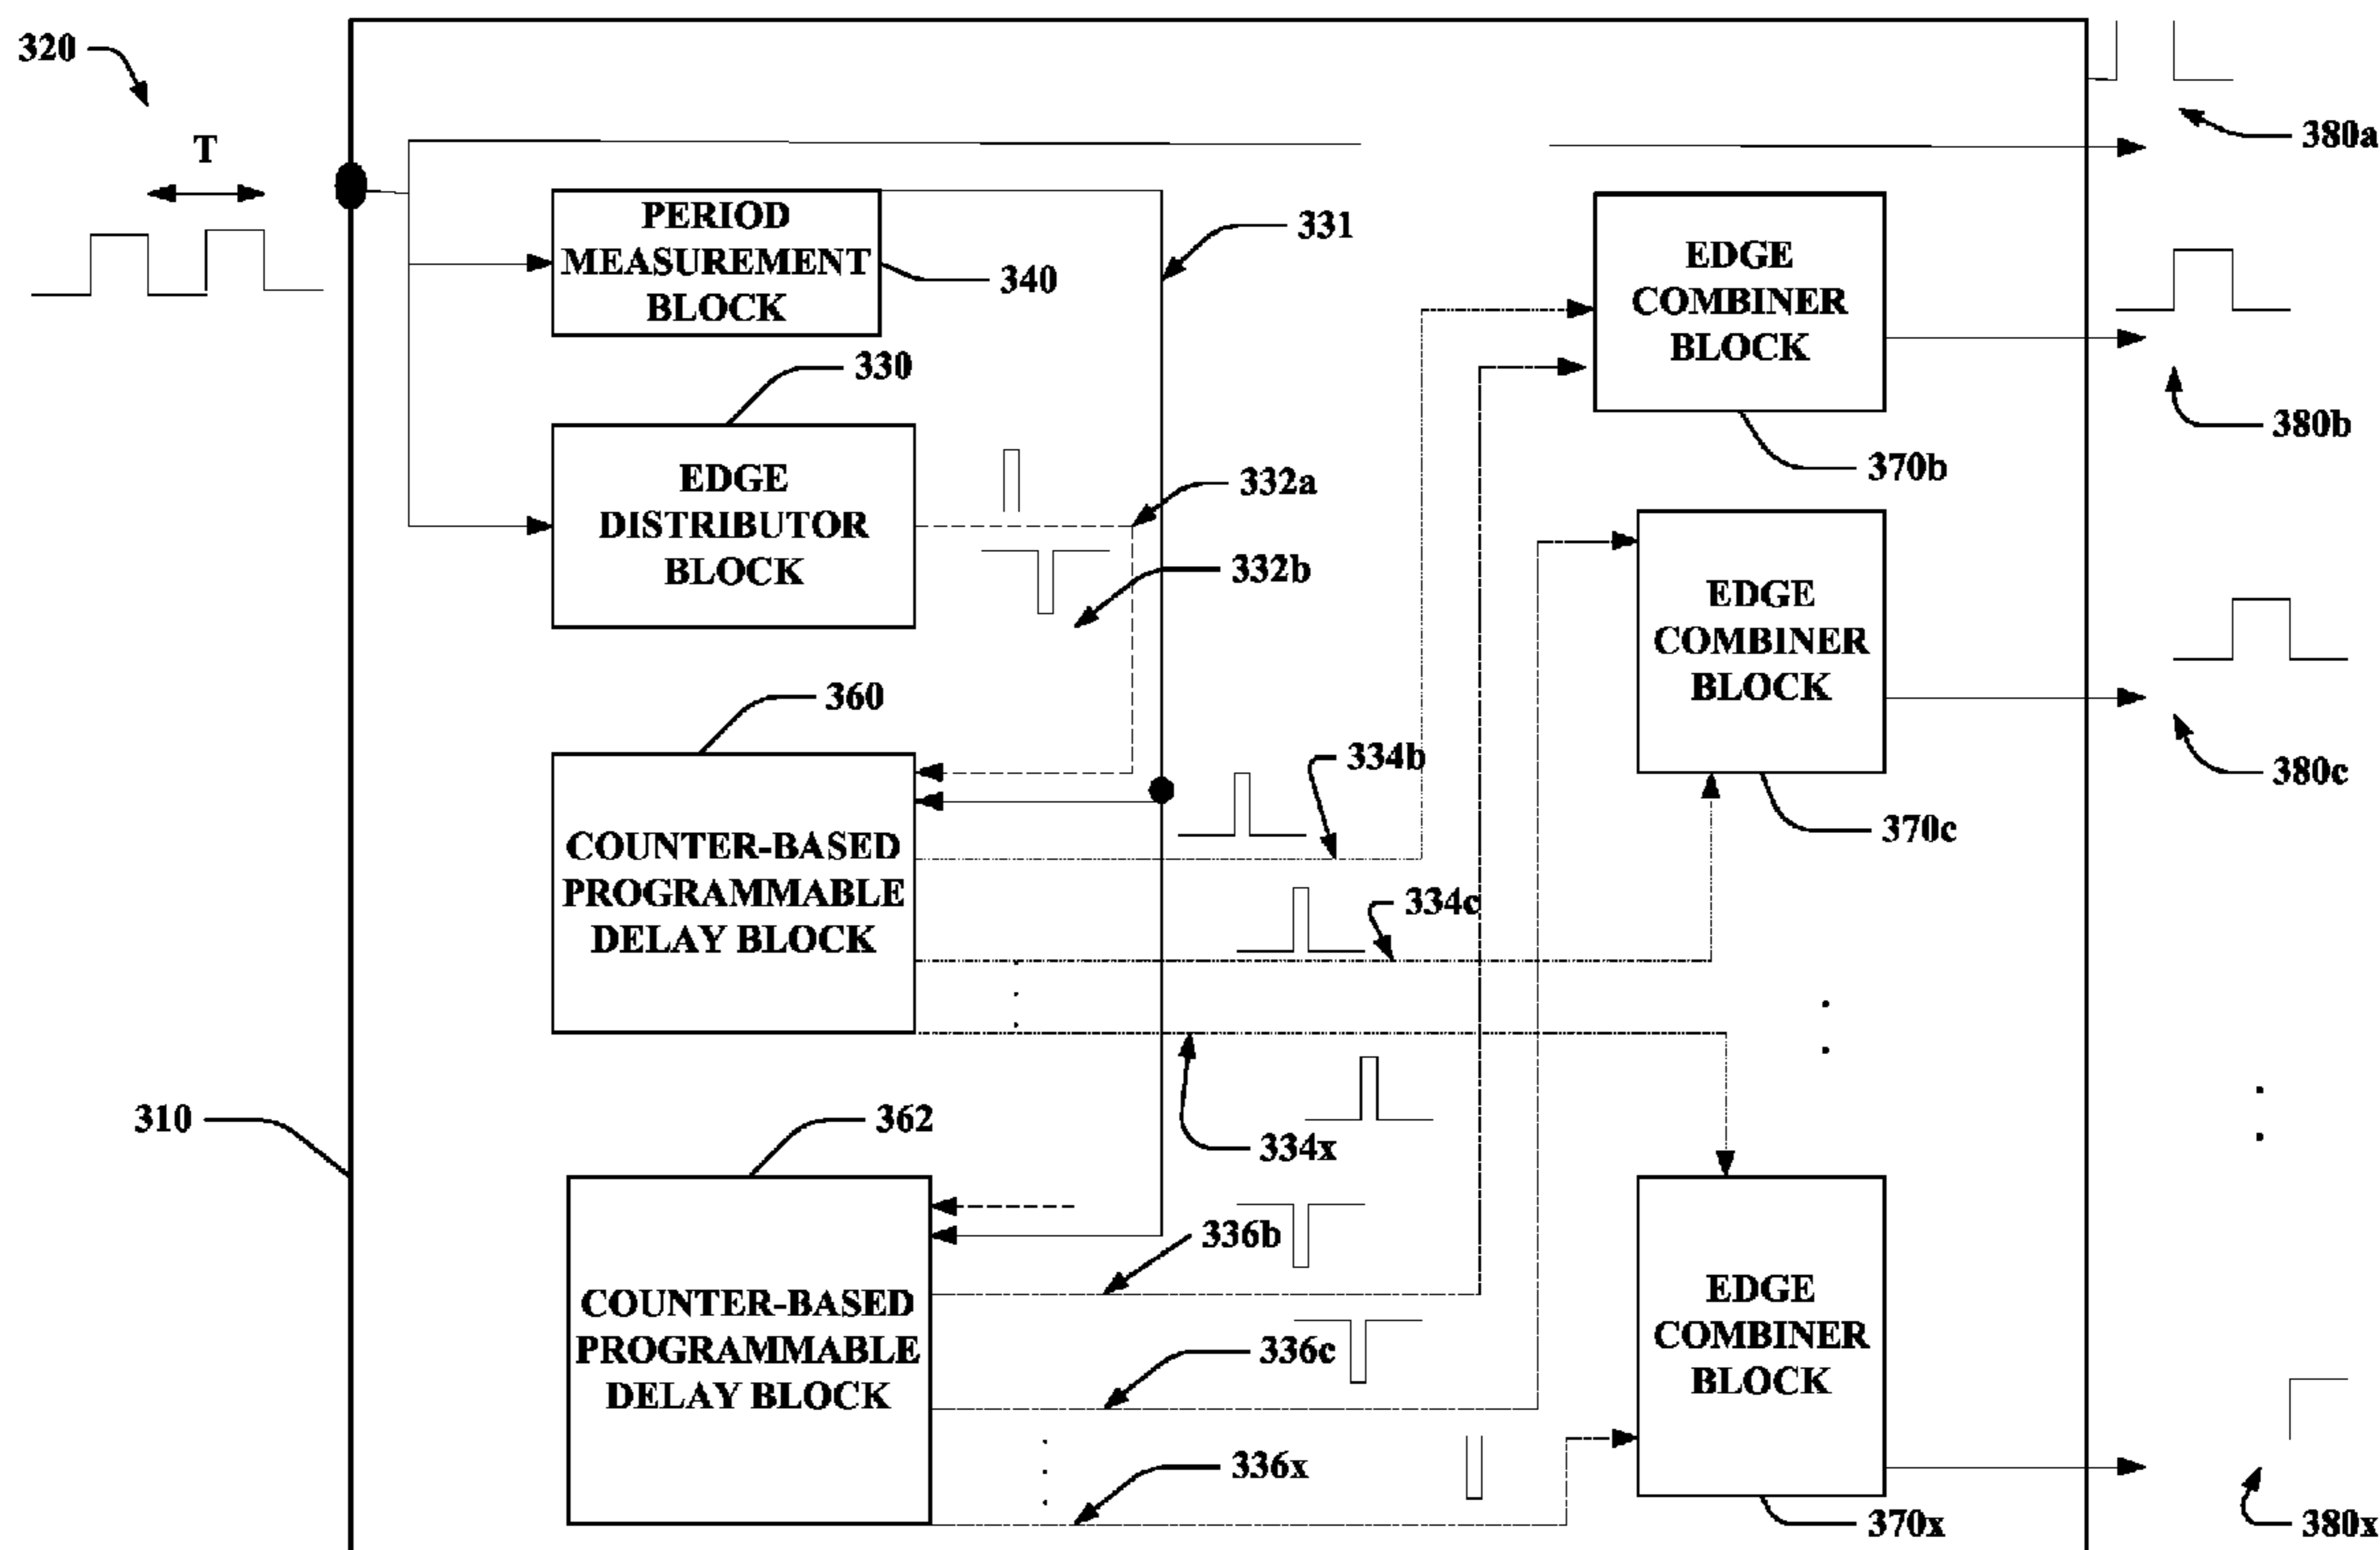 320
T
380a
PERIOD
MEASUREMENT
BLOCK
331
340
EDGE
COMBINER
BLOCK
330
380b
370b
EDGE
DISTRIBUTOR
BLOCK
332a
332b
EDGE
COMBINER
BLOCK
360
334b
380c
370c
COUNTER-BASED
PROGRAMMABLE
DELAY BLOCK
334c
310
362
334x
336b
COUNTER-BASED
PROGRAMMABLE
DELAY BLOCK
336c
EDGE
COMBINER
BLOCK
336x
370x
380x